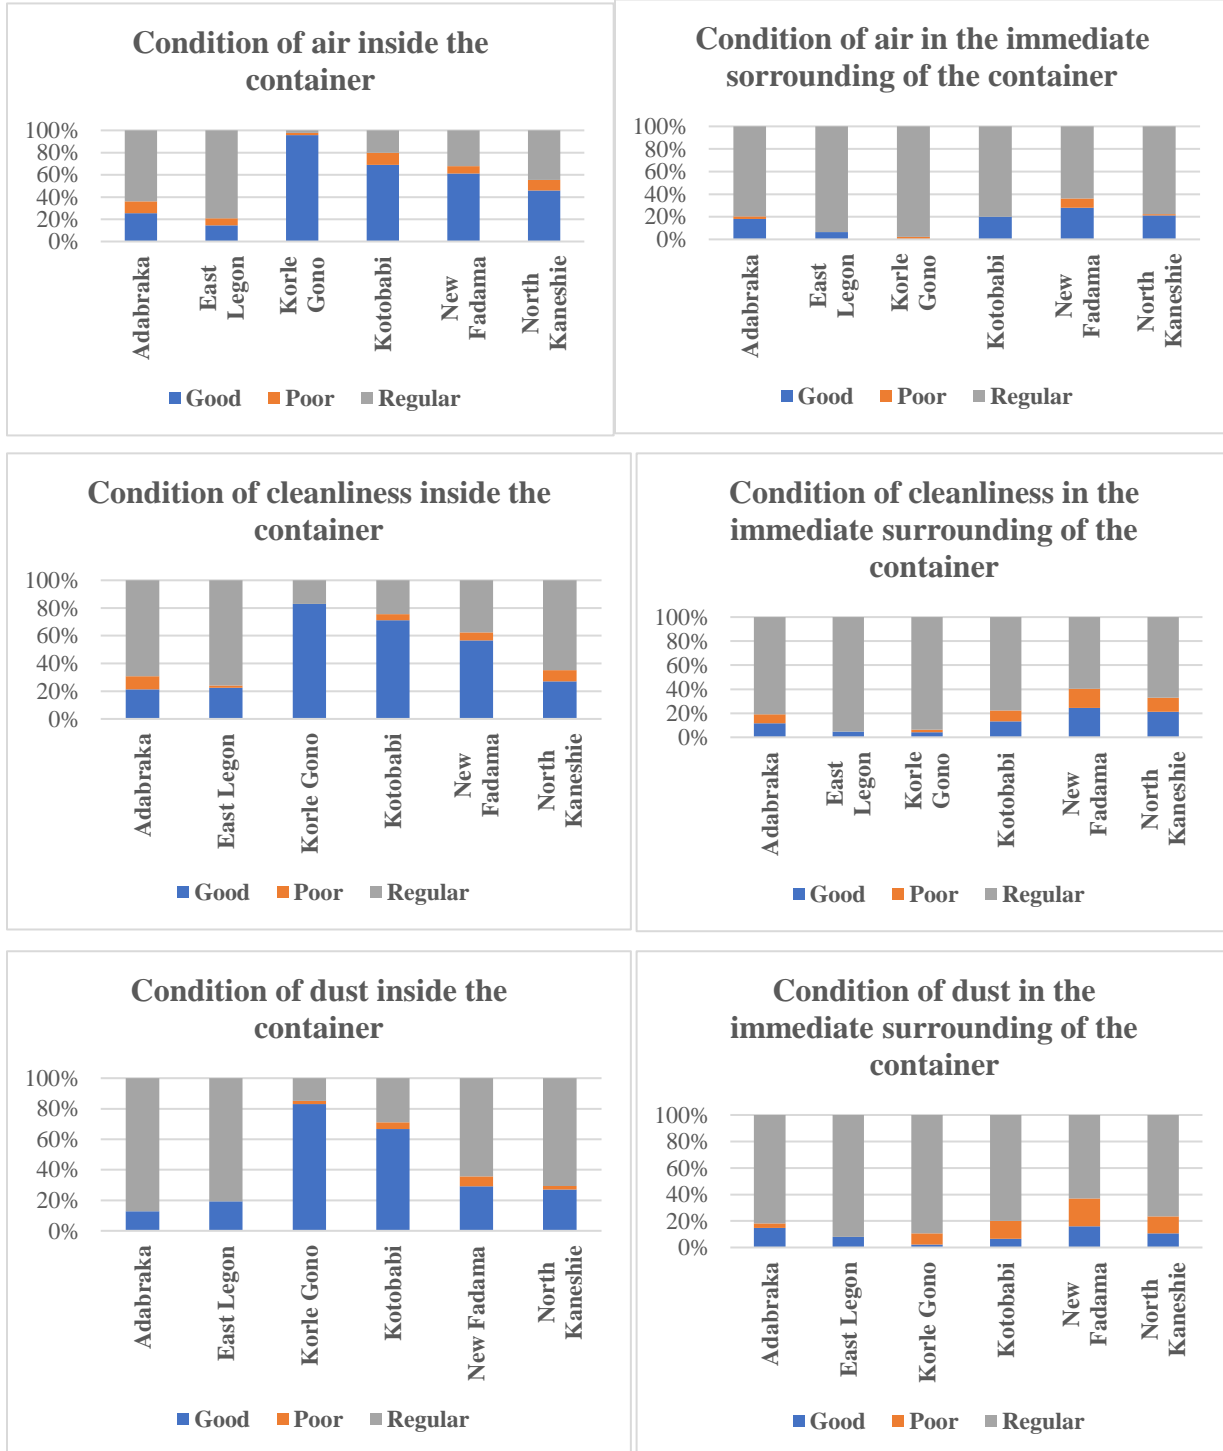 Condition of air inside the
container
100%
80%
60%
40%
20%
0%
Adabraka
East
Legon
Korle
Gono
Kotobabi
New
Fadama
North
Kaneshie
Good Poor Regular
Condition of air in the immediate
sorrounding of the container
100%
80%
60%
40%
20%
0%
Adabraka
East
Legon
Korle
Gono
Kotobabi
New
Fadama
North
Kaneshie
Good Poor Regular
Condition of cleanliness inside the
container
100%
80%
60%
40%
20%
0%
Adabraka
East Legon
Korle Gono
Kotobabi
New
Fadama
North
Kaneshie
Good Poor Regular
Condition of cleanliness in the
immediate surrounding of the
container
100%
80%
60%
40%
20%
0%
Adabraka
East
Legon
Korle
Gono
Kotobabi
New
Fadama
North
Kaneshie
Good Poor Regular
Condition of dust inside the
container
100%
80%
60%
40%
20%
0%
Adabraka
East Legon
Korle Gono
Kotobabi
New Fadama
North
Kaneshie
Good Poor Regular
Condition of dust in the
immediate surrounding of the
container
100%
80%
60%
40%
20%
0%
Adabraka
East Legon
Korle Gono
Kotobabi
New
Fadama
North
Kaneshie
Good Poor Regular